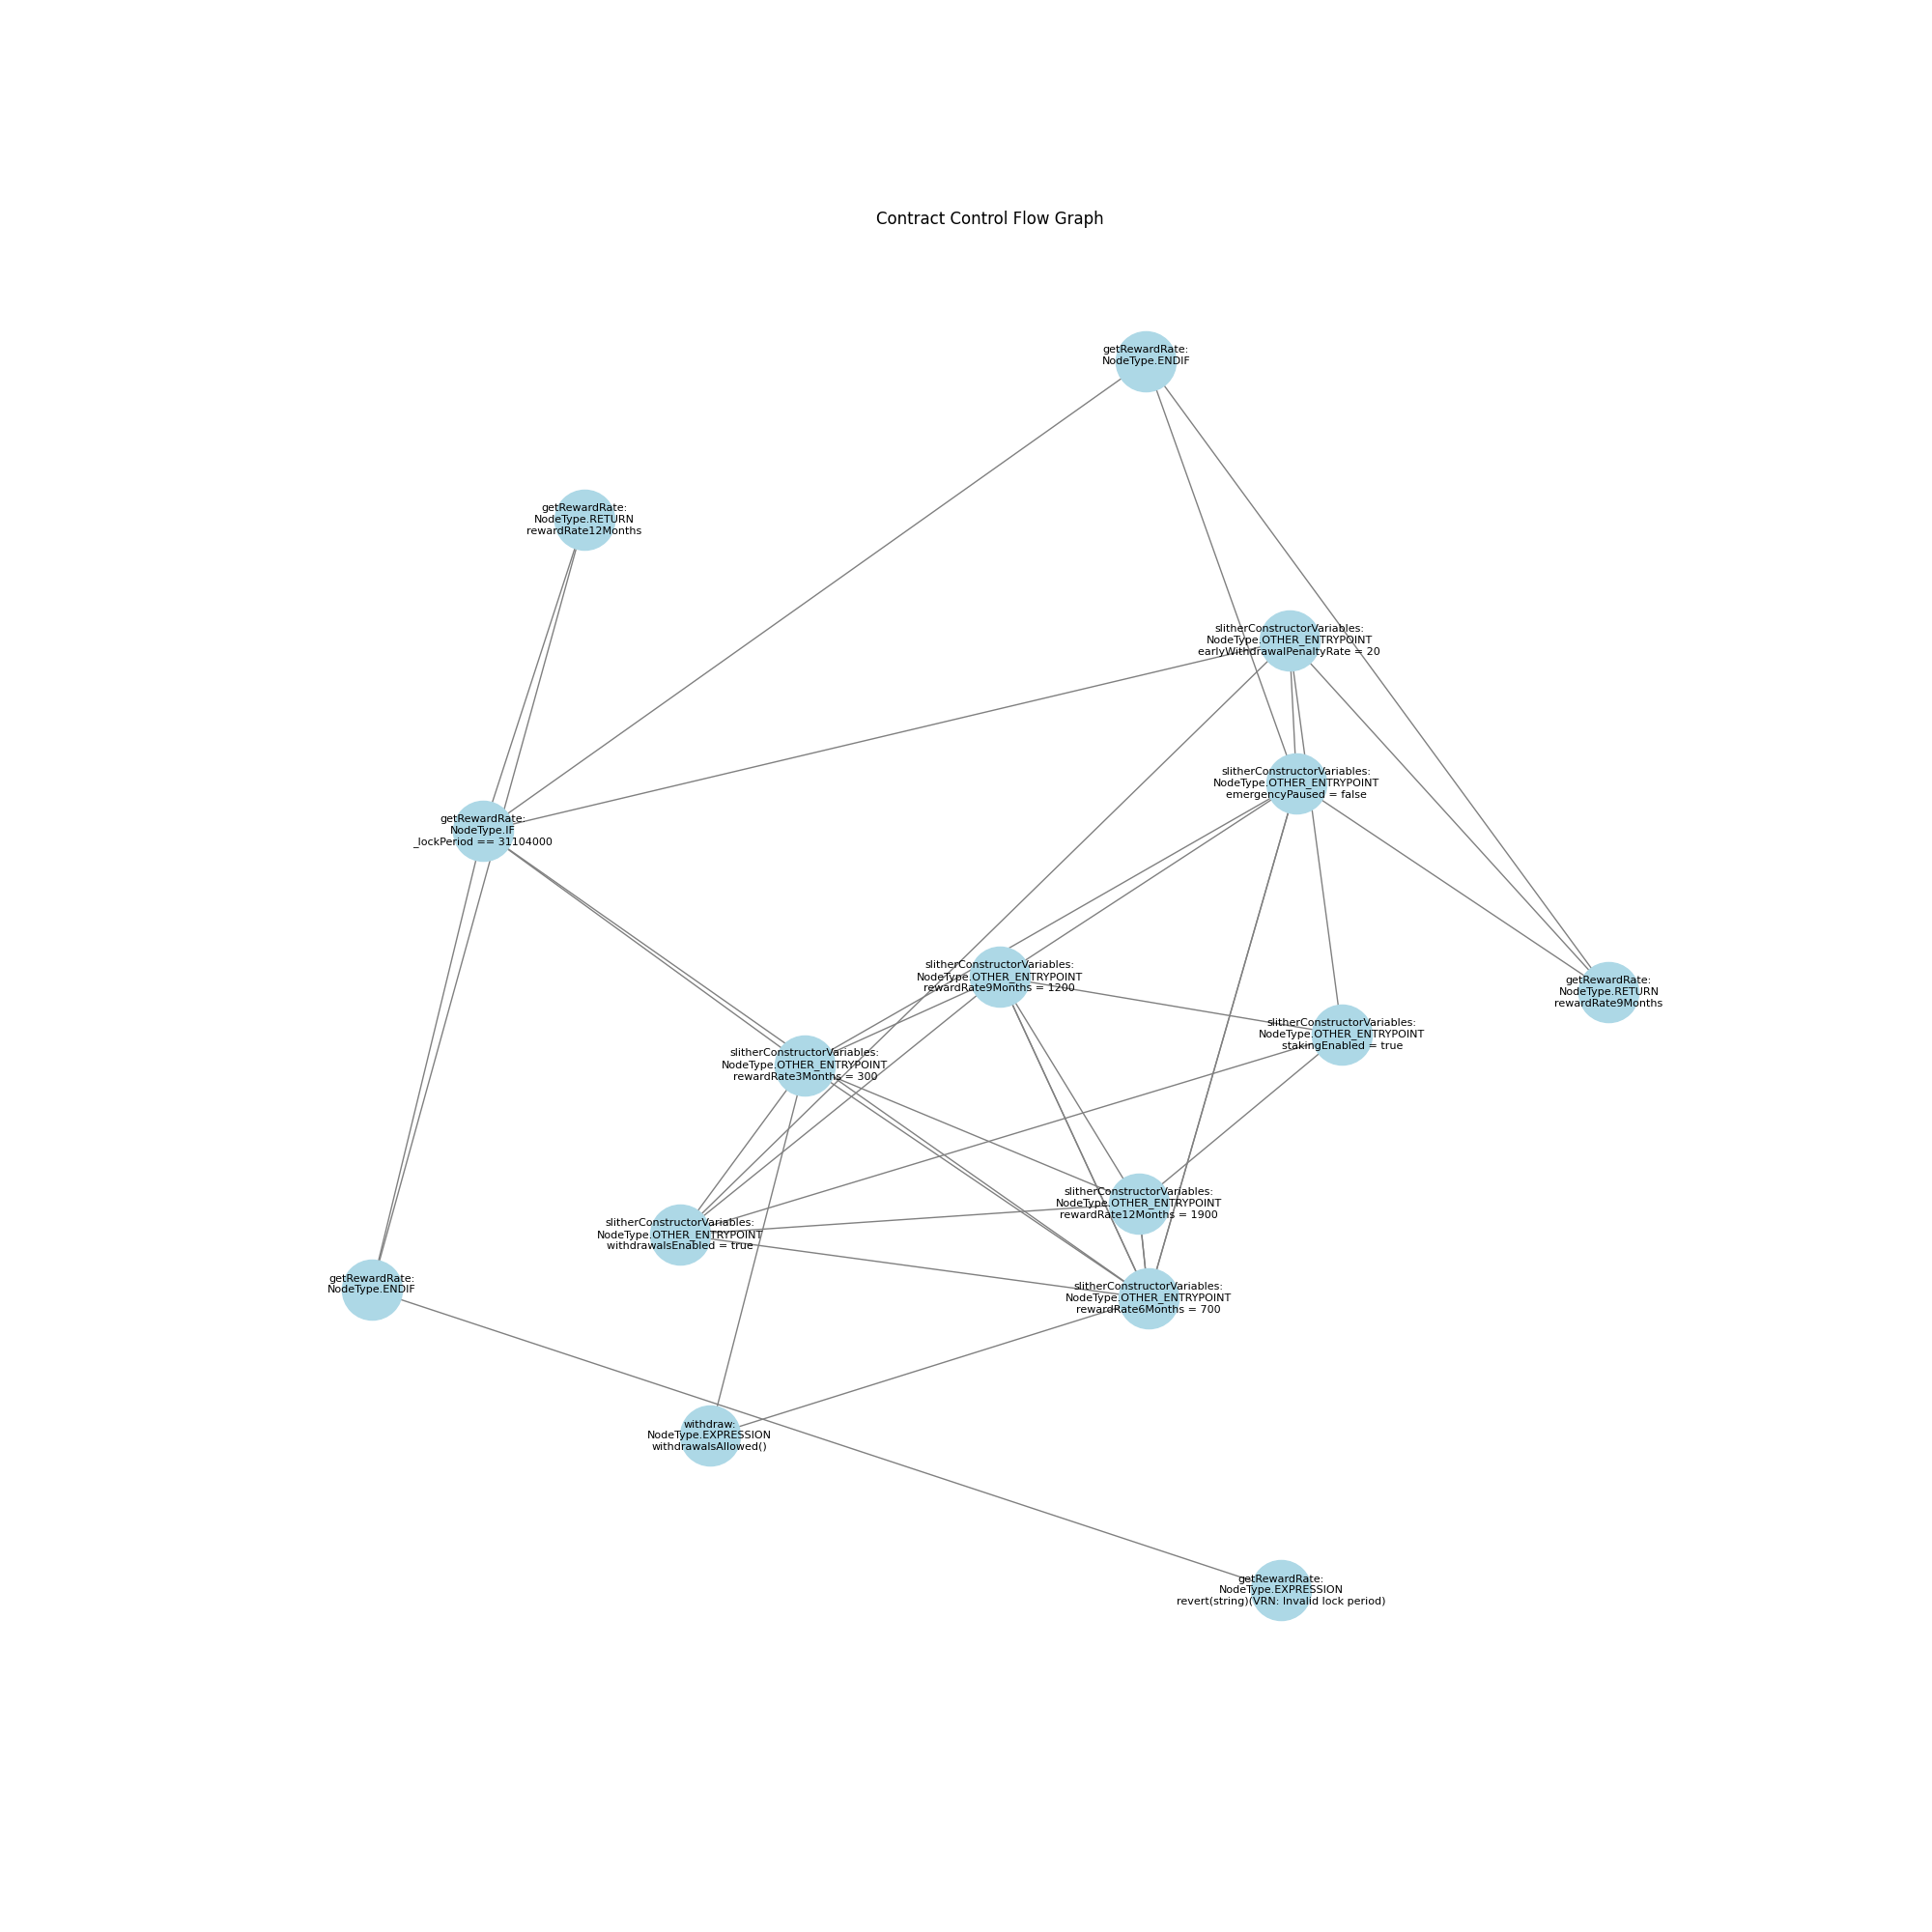 Contract Control Flow Graph
getRewardRate:
NodeType.ENDIF
getRewardRate:
NodeType.RETURN
rewardRate12Months
slitherConstructorVariables:
NodeType.OTHER_ENTRYPOINT
earlyWithdrawalPenaltyRate = 20
slitherConstructorVariables:
NodeType.OTHER_ENTRYPOINT
emergencyPaused = false
getRewardRate:
NodeType.IF
_lockPeriod == 31104000
slitherConstructorVariables:
NodeType.OTHER_ENTRYPOINT
rewardRate9Months = 1200
getRewardRate:
NodeType.RETURN
rewardRate9Months
slitherConstructorVariables:
NodeType.OTHER_ENTRYPOINT
stakingEnabled = true
slitherConstructorVariables:
NodeType.OTHER_ENTRYPOINT
rewardRate3Months = 300
slitherConstructorVariables:
NodeType.OTHER_ENTRYPOINT
rewardRate12Months = 1900
slitherConstructorVariables:
NodeType.OTHER_ENTRYPOINT
withdrawalsEnabled = true
getRewardRate:
NodeType.ENDIF
slitherConstructorVariables:
NodeType.OTHER_ENTRYPOINT
rewardRate6Months = 700
withdraw:
NodeType.EXPRESSION
withdrawalsAllowed()
getRewardRate:
NodeType.EXPRESSION
revert(string)(VRN: Invalid lock period)